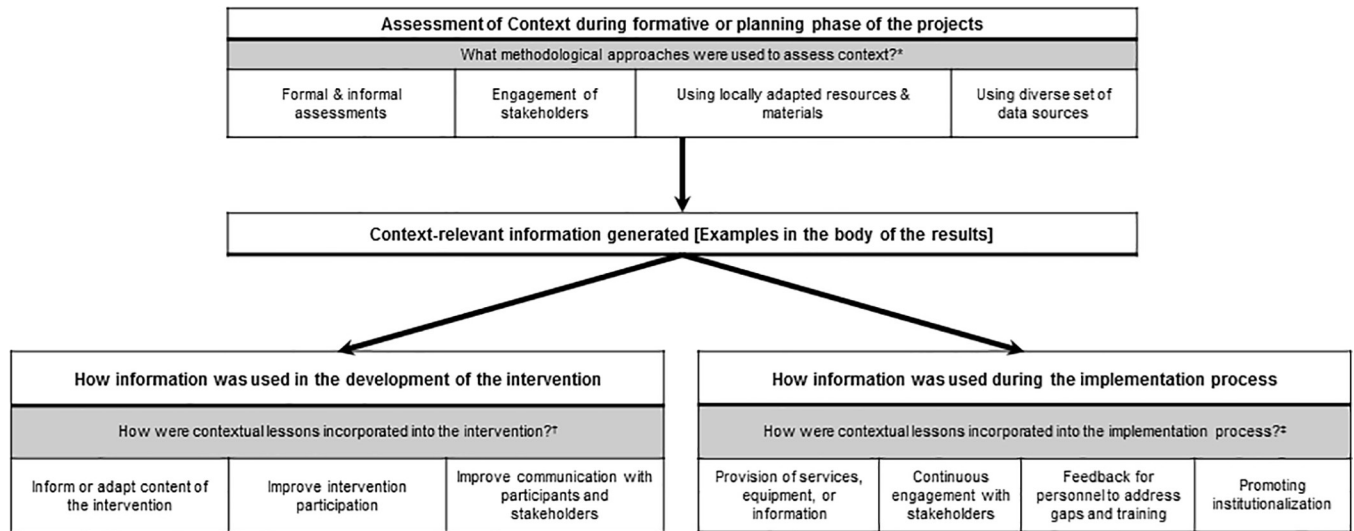 Assessment of Context during formative or planning phase of the projects
What methodological approaches were used to assess context?*
Formal & informal
assessments
Engagement of
stakeholders
Using locally adapted resources &
materials
Using diverse set of
data sources
Context-relevant information generated [Examples in the body of the results]
How information was used in the development of the intervention
How were contextual lessons incorporated into the intervention?†
Inform or adapt content of
the intervention
Improve intervention
participation
Improve communication with
participants and
stakeholders
How information was used during the implementation process
How were contextual lessons incorporated into the implementation process?‡
Provision of services,
equipment, or
information
Continuous
engagement with
stakeholders
Feedback for
personnel to address
gaps and training
Promoting
institutionalization